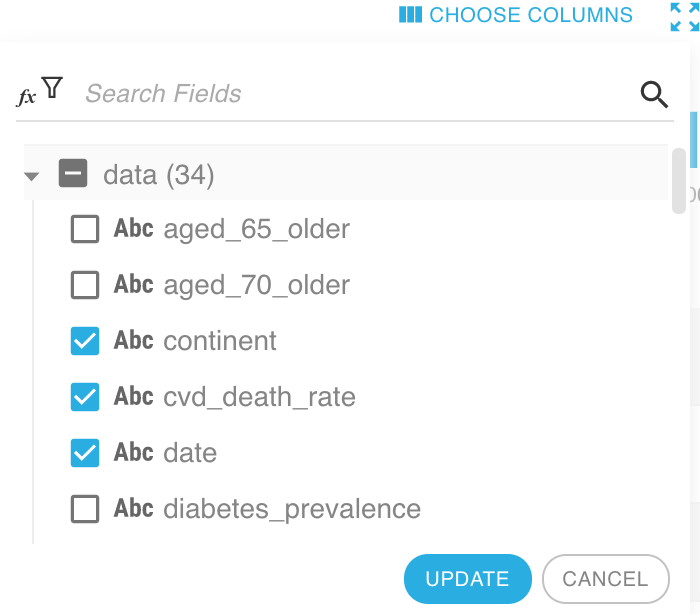 CHOOSE COLUMNS
fx Search Fields
data (34)
Abc aged_65_older
Abc aged_70_older
Abc continent
Abc cvd_death_rate
Abc date
Abc diabetes_prevalence
UPDATE CANCEL